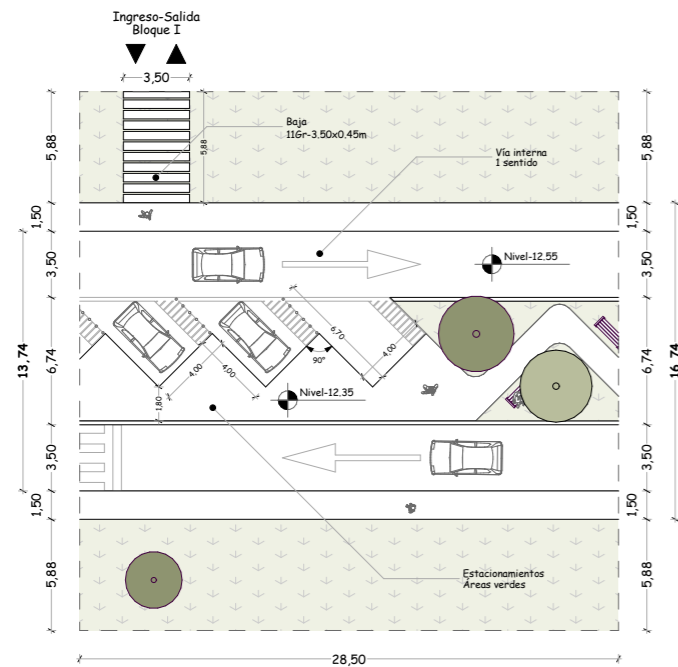 Ingreso-Salida
Bloque I
3,50
5,88
1,50
3,50
6,74
3,50
1,50
5,88
13,74
5,88
Baja
11Gr-3.50x0.45m
Vía interna
1 sentido
Nivel-12.55
6,70
90°
4,00
4,00
4,00
1,80
Nivel-12.35
Estacionamientos
Áreas verdes
5,88
1,50
3,50
6,74
3,50
1,50
5,88
16,74
28,50